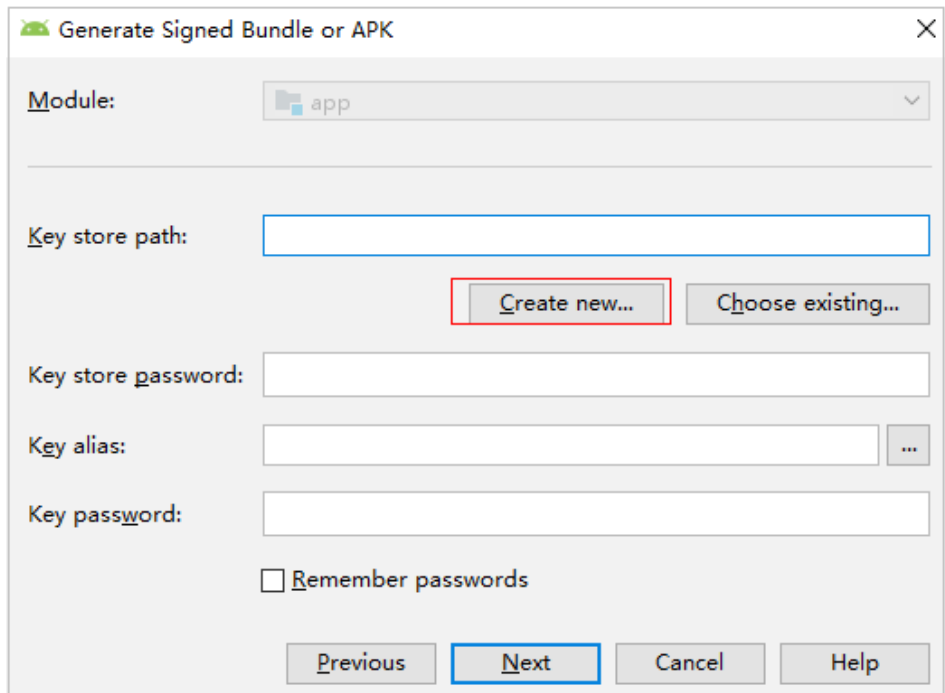 Generate Signed Bundle or APK
Module: app
Key store path:
Create new... Choose existing...
Key store password:
Key alias: ...
Key password:
Remember passwords
Previous Next Cancel Help